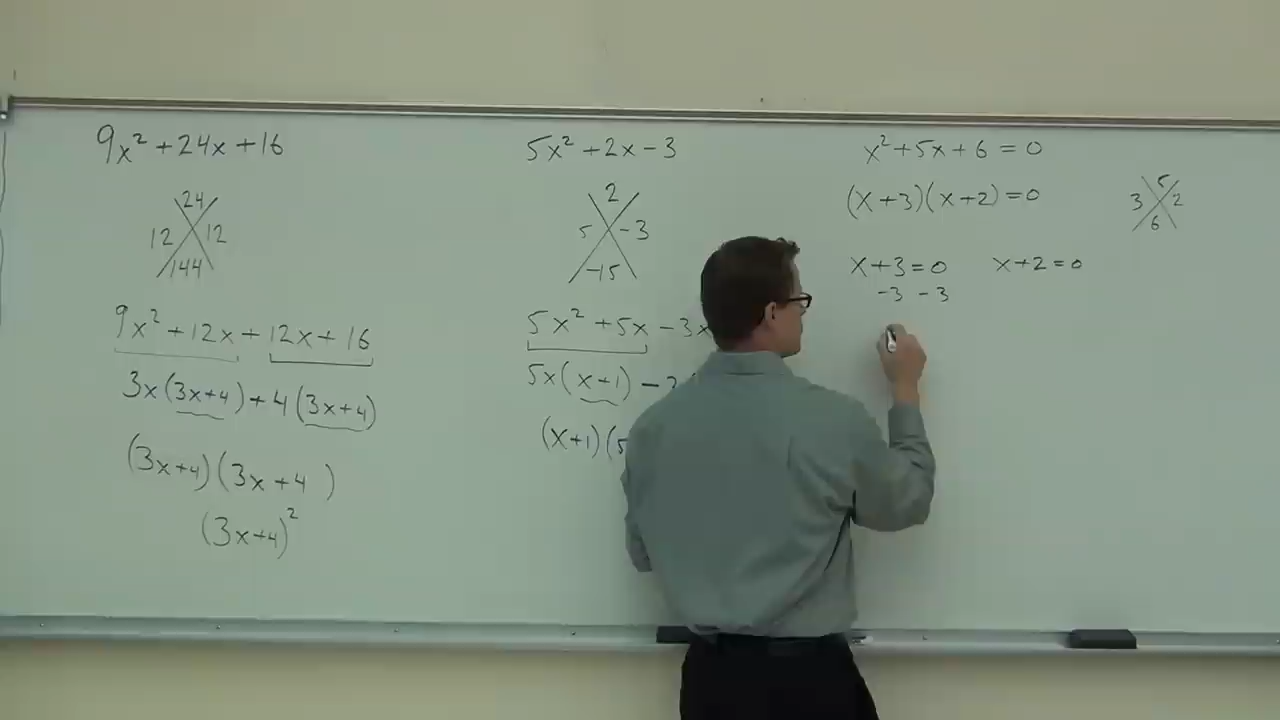 9x² + 24x + 16
24
12 12
144
9x² + 12x + 12x + 16
3x(3x+4) + 4(3x+4)
(3x+4)(3x+4 )
(3x+4)²
5x² + 2x - 3
2
5 -3
-15
5x² + 5x - 3x
5x(x+1) -
(x+1)(5
x² + 5x + 6 = 0
(x+3)(x+2) = 0
5
3 2
6
x+3=0 x+2=0
-3 -3